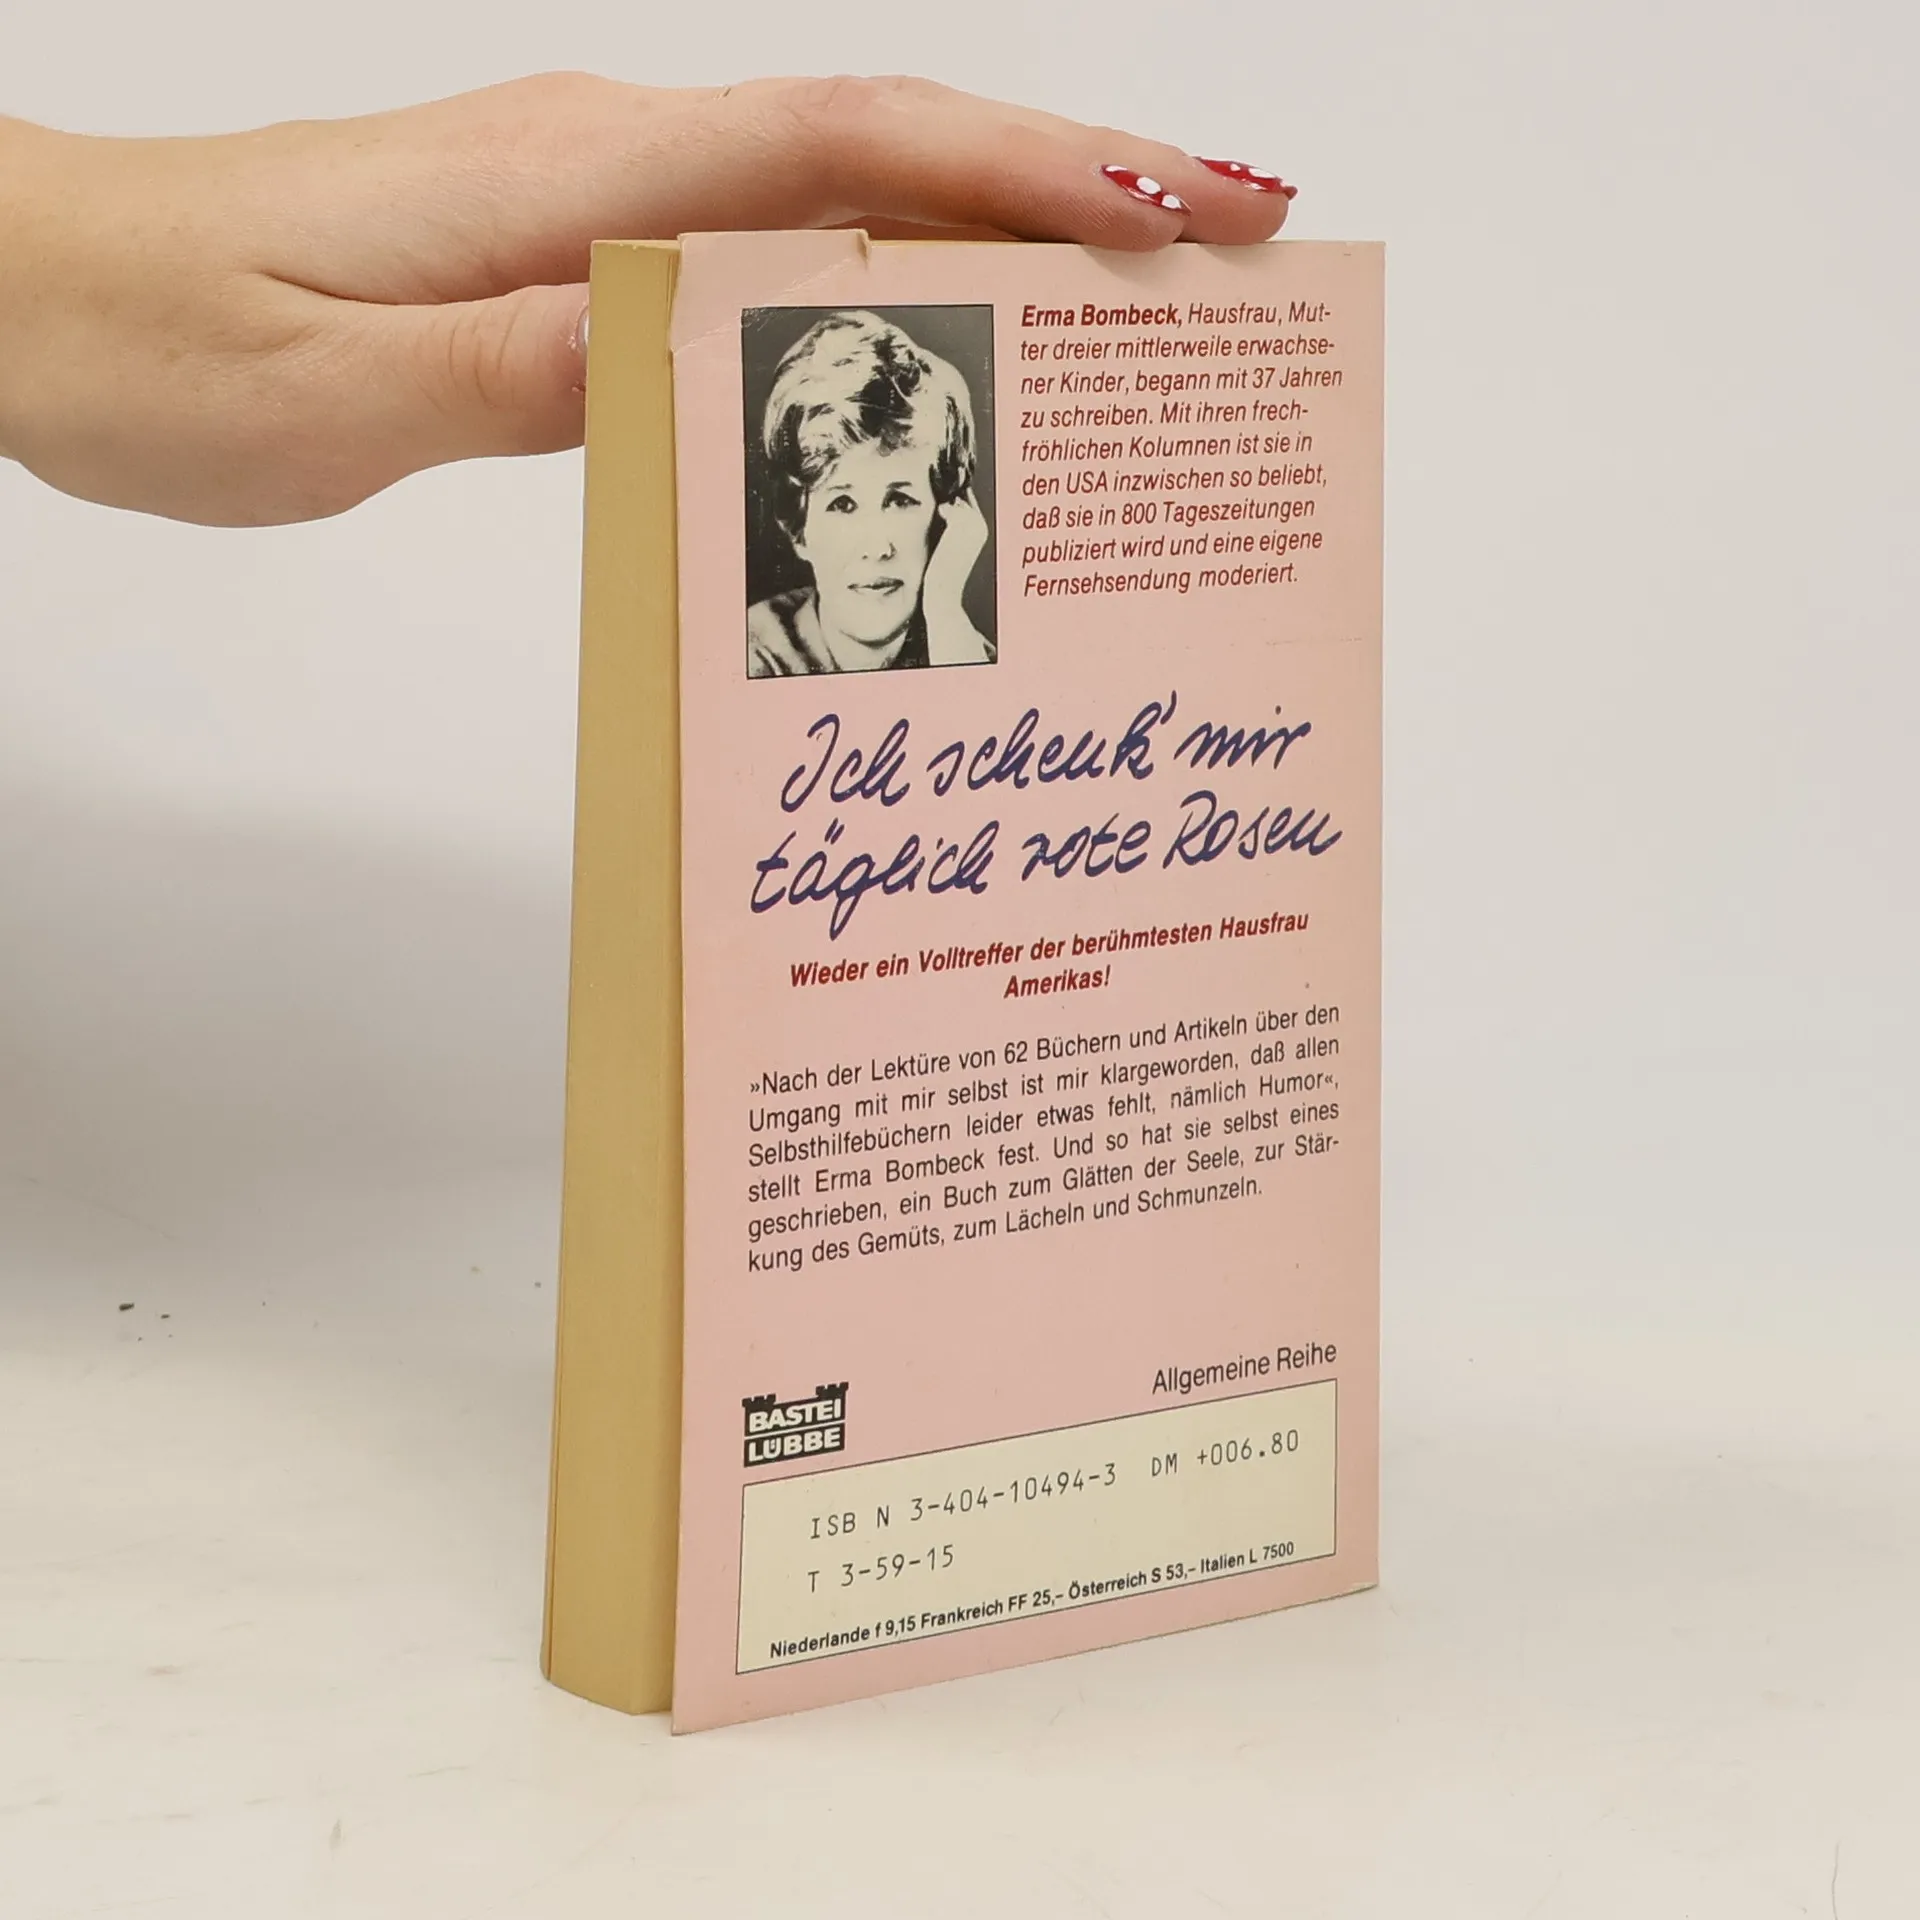 Erma Bombeck, Hausfrau, Mut-
ter dreier mittlerweile erwachse-
ner Kinder, begann mit 37 Jahren
zu schreiben. Mit ihren frech-
fröhlichen Kolumnen ist sie in
den USA inzwischen so beliebt,
daß sie in 800 Tageszeitungen
publiziert wird und eine eigene
Fernsehsendung moderiert.
Ich schenk' mir
täglich rote Rosen
Wieder ein Volltreffer der berühmtesten Hausfrau
Amerikas!
»Nach der Lektüre von 62 Büchern und Artikeln über den
Umgang mit mir selbst ist mir klargeworden, daß allen
Selbsthilfebüchern leider etwas fehlt, nämlich Humor«,
stellt Erma Bombeck fest. Und so hat sie selbst eines
geschrieben, ein Buch zum Glätten der Seele, zur Stär-
kung des Gemüts, zum Lächeln und Schmunzeln.
Allgemeine Reihe
BASTEI
LÜBBE
ISB N 3-404-10494-3 DM +006.80
T 3-59-15
Niederlande f 9,15 Frankreich FF 25,– Österreich S 53,– Italien L 7500